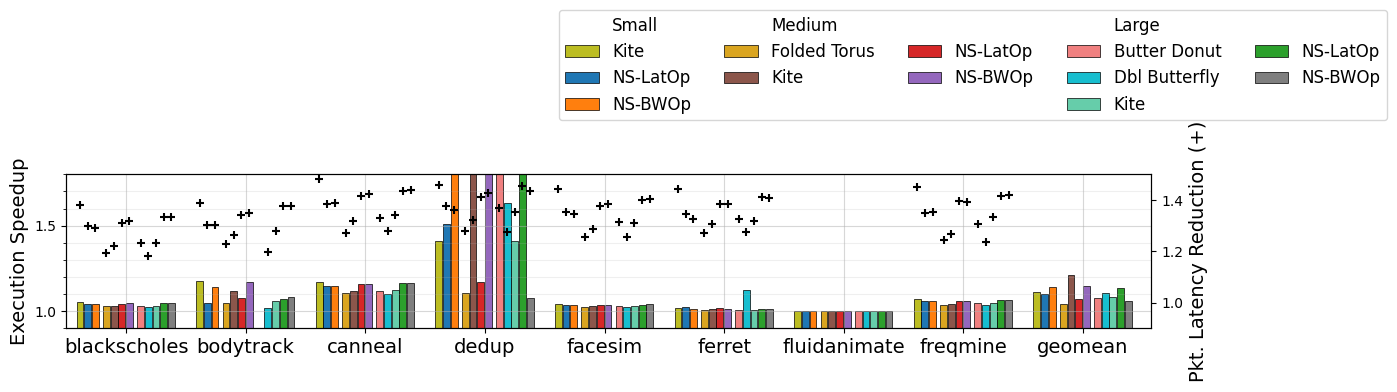 Small Medium Large
Kite Folded Torus NS-LatOp Butter Donut NS-LatOp
NS-LatOp Kite NS-BWOp Dbl Butterfly NS-BWOp
NS-BWOp Kite
Execution Speedup
1.5
1.0
1.4
1.2
1.0
Pkt. Latency Reduction (+)
blackscholes bodytrack canneal dedup facesim ferret fluidanimate freqmine geomean